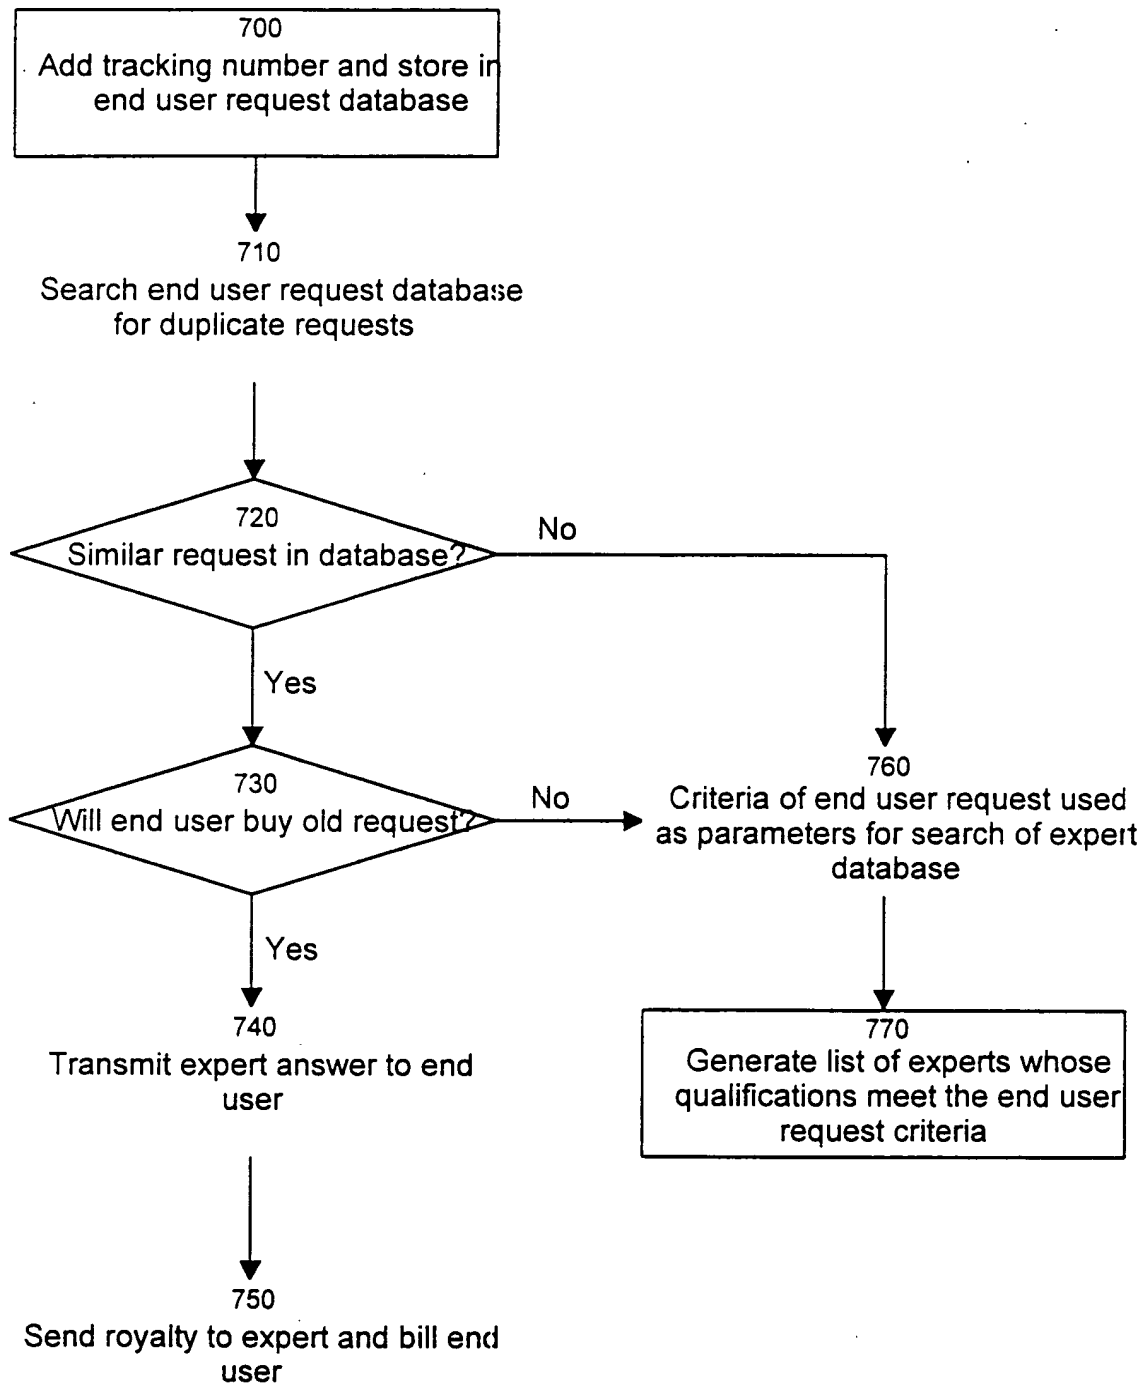 700
Add tracking number and store in
end user request database
710
Search end user request database
for duplicate requests
720
Similar request in database?
No
Yes
730
Will end user buy old request?
No
Yes
740
Transmit expert answer to end
user
750
Send royalty to expert and bill end
user
760
Criteria of end user request used
as parameters for search of expert
database
770
Generate list of experts whose
qualifications meet the end user
request criteria